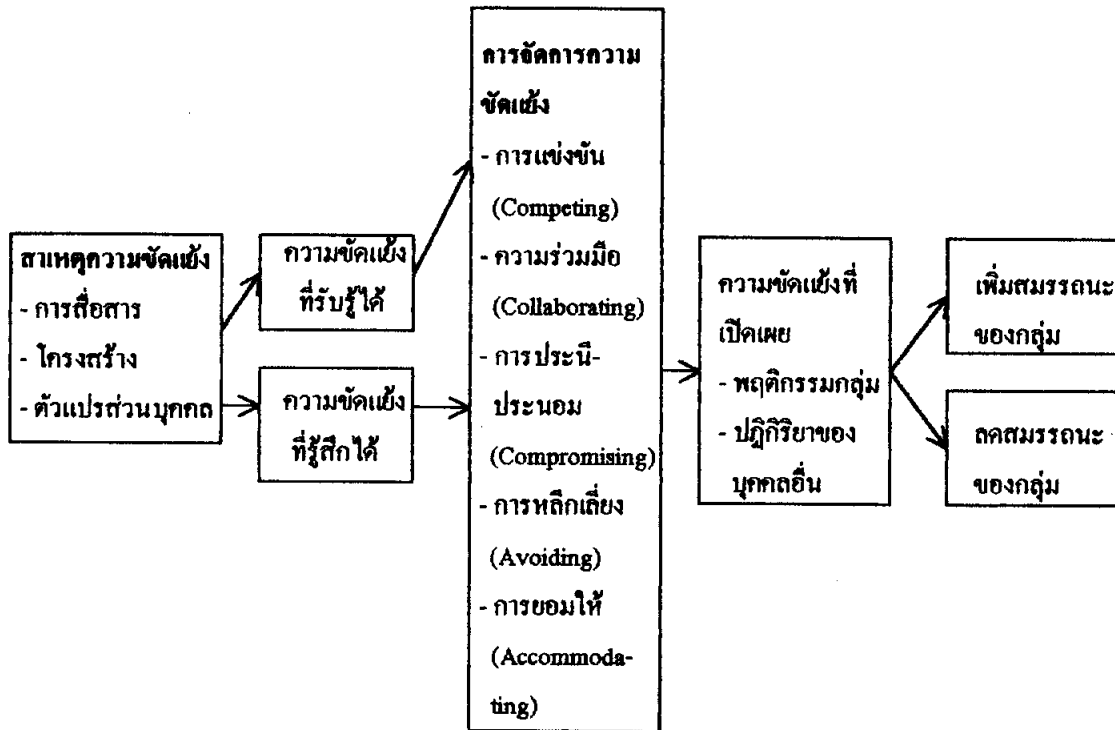 สาเหตุความขัดแย้ง
- การสื่อสาร
- โครงสร้าง
- ตัวแปรส่วนบุคคล
ความขัดแย้ง
ที่รับรู้ได้
ความขัดแย้ง
ที่รู้สึกได้
การจัดการความ
ขัดแย้ง
- การแข่งขัน
(Competing)
- ความร่วมมือ
(Collaborating)
- การประนี-
ประนอม
(Compromising)
- การหลีกเลี่ยง
(Avoiding)
- การยอมให้
(Accommoda-
ting)
ความขัดแย้งที่
เปิดเผย
- พฤติกรรมกลุ่ม
- ปฏิกิริยาของ
บุคคลอื่น
เพิ่มสมรรถนะ
ของกลุ่ม
ลดสมรรถนะ
ของกลุ่ม